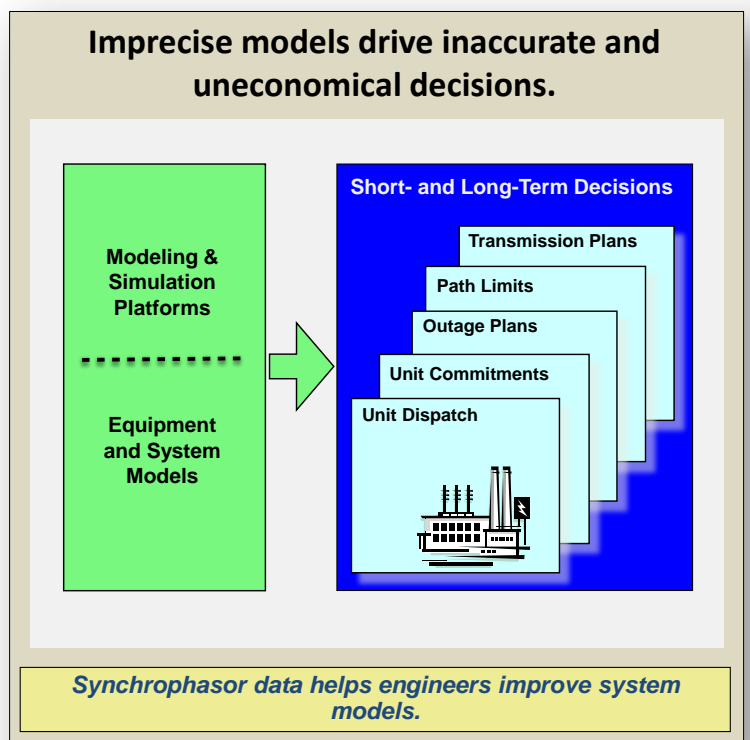 Imprecise models drive inaccurate and
uneconomical decisions.
Modeling &
Simulation
Platforms
Equipment
and System
Models
Short- and Long-Term Decisions
Transmission Plans
Path Limits
Outage Plans
Unit Commitments
Unit Dispatch
Synchrophasor data helps engineers improve system
models.